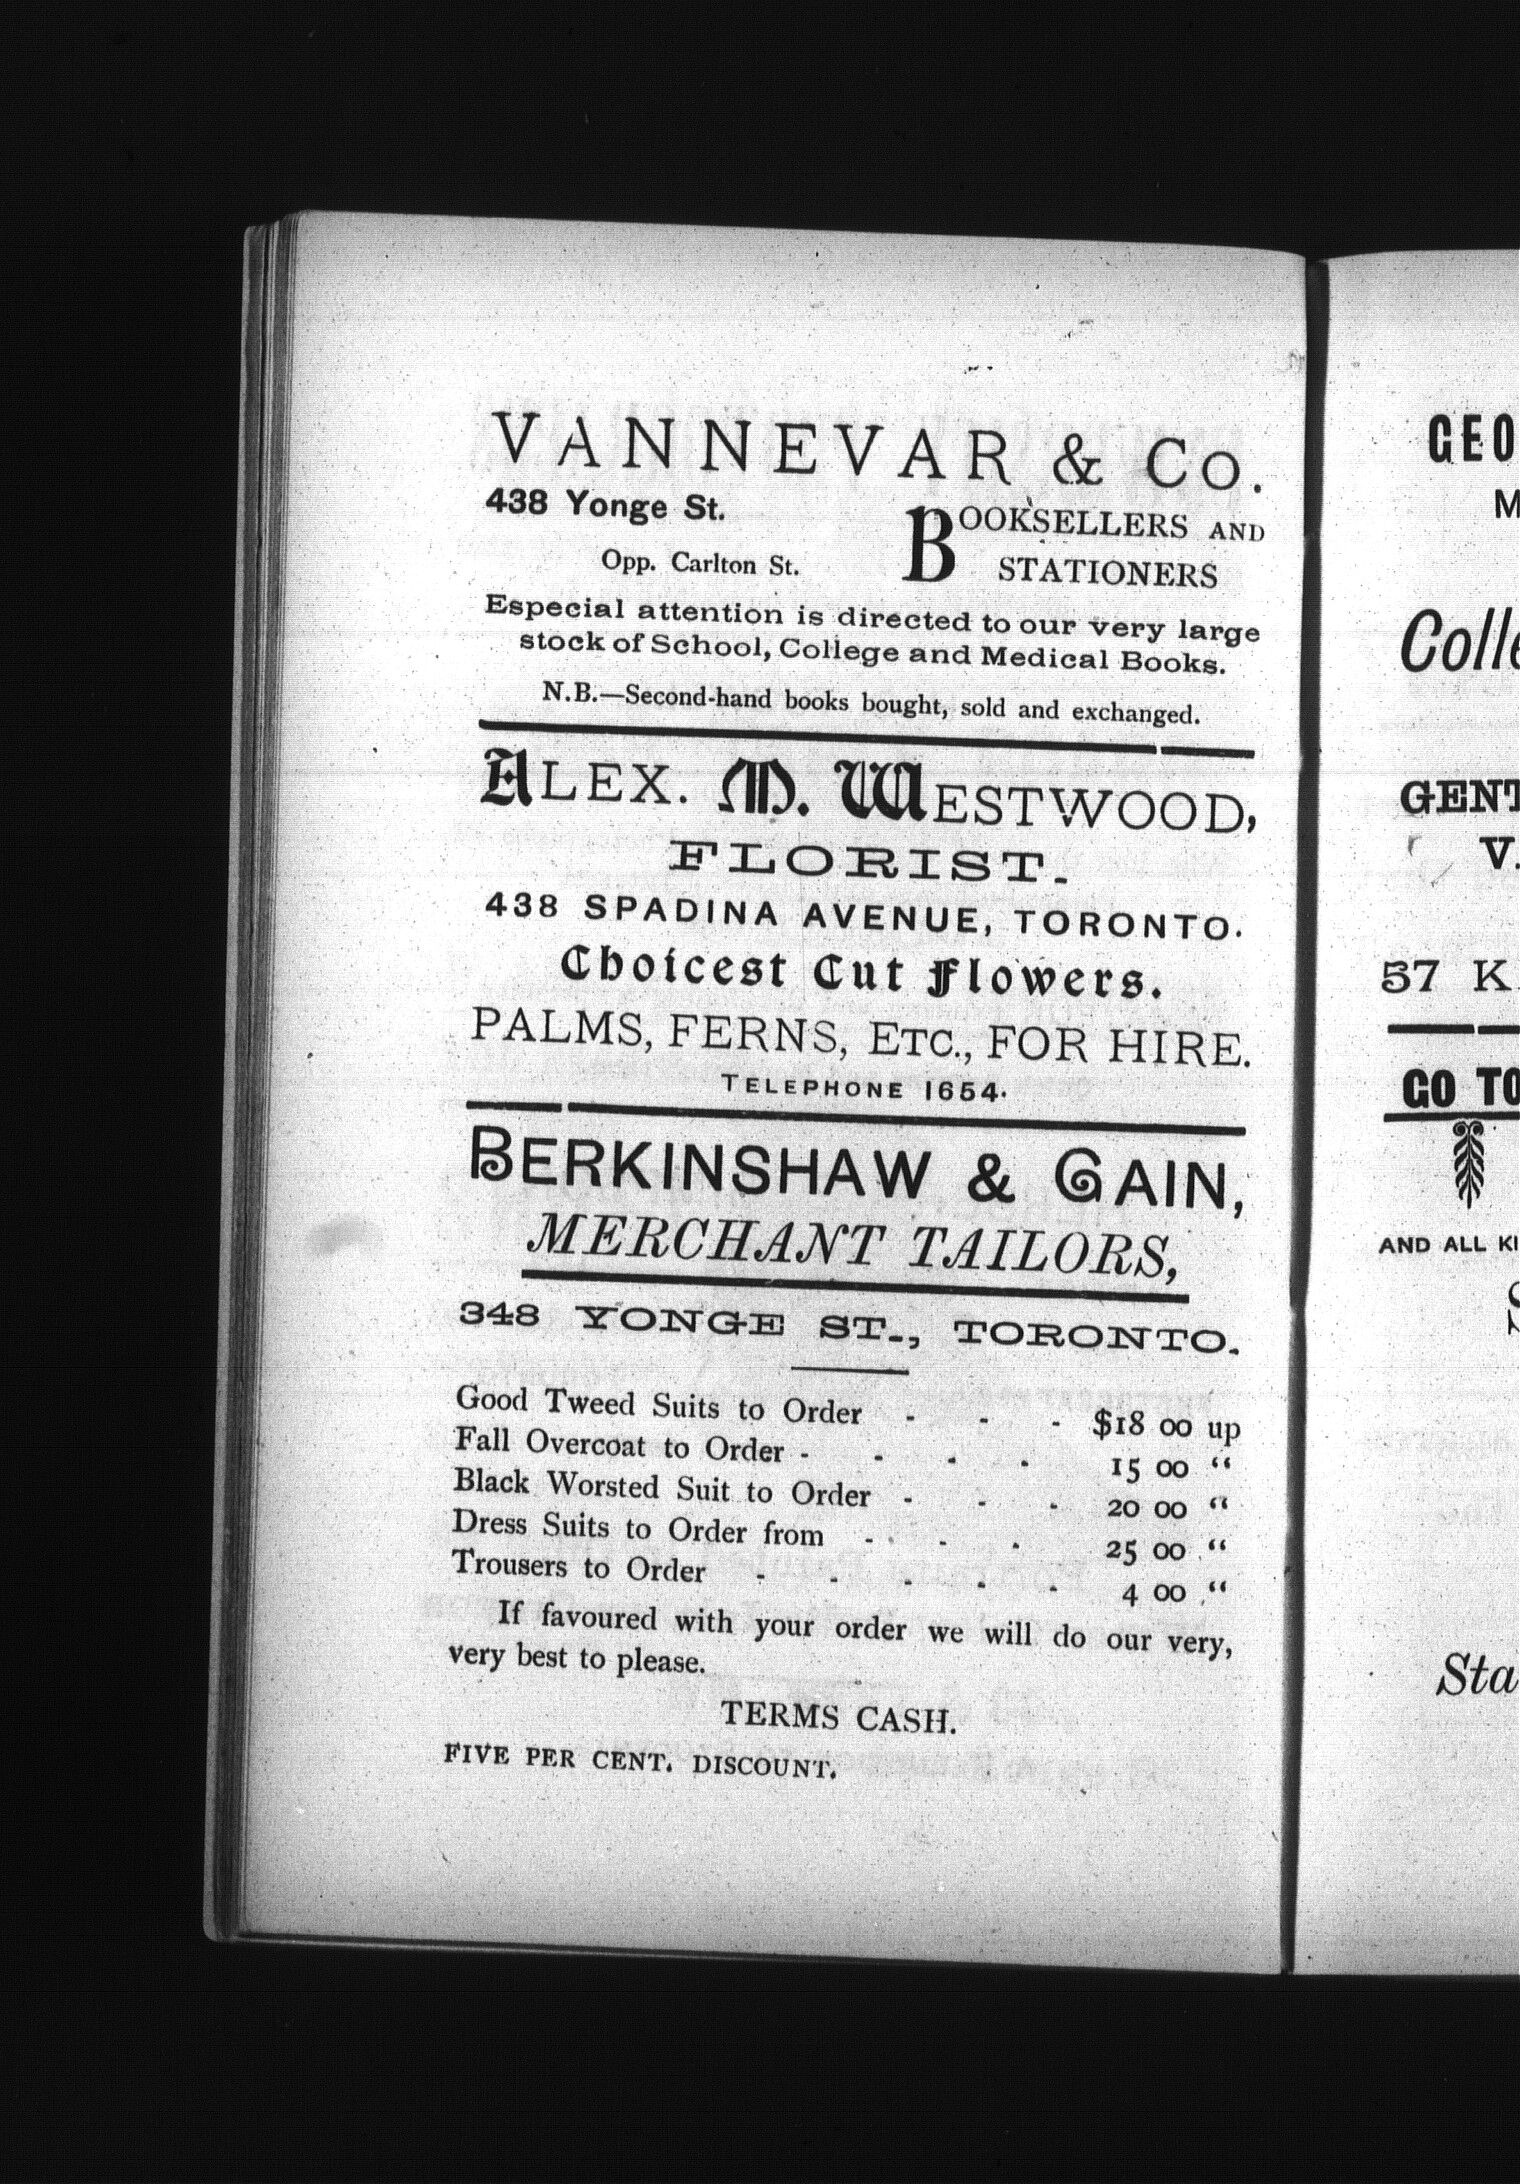 VANNEVAR & Co.
438 Yonge St.
Opp. Carlton St.
BOOKSELLERS AND
STATIONERS
Especial attention is directed to our very large
stock of School, College and Medical Books.
N.B.—Second-hand books bought, sold and exchanged.
ALEX. M. WESTWOOD,
FLORIST.
438 SPADINA AVENUE, TORONTO.
Choicest Cut Flowers.
PALMS, FERNS, ETC., FOR HIRE.
TELEPHONE 1654.
BERKINSHAW & GAIN,
MERCHANT TAILORS,
348 YONGE ST., TORONTO.
Good Tweed Suits to Order - - - $18 00 up
Fall Overcoat to Order - - - - 15 00 “
Black Worsted Suit to Order - - - 20 00 “
Dress Suits to Order from - - - 25 00 “
Trousers to Order - - - - - 4 00 “
If favoured with your order we will do our very,
very best to please.
TERMS CASH.
FIVE PER CENT. DISCOUNT.
GEO
M
Colle
GENT
V.
57 K
GO TO
AND ALL KI
S
Sta